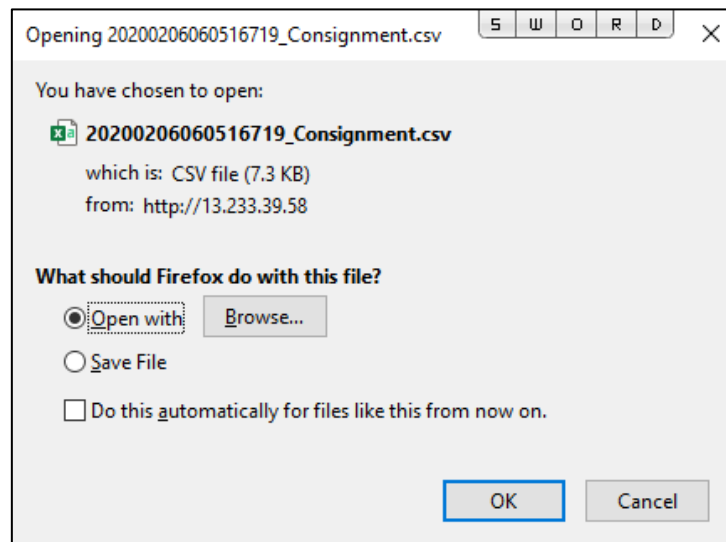 Opening 20200206060516719_Consignment.csv
S W O R D
You have chosen to open:
20200206060516719_Consignment.csv
which is: CSV file (7.3 KB)
from: http://13.233.39.58
What should Firefox do with this file?
Open with Browse...
Save File
Do this automatically for files like this from now on.
OK Cancel